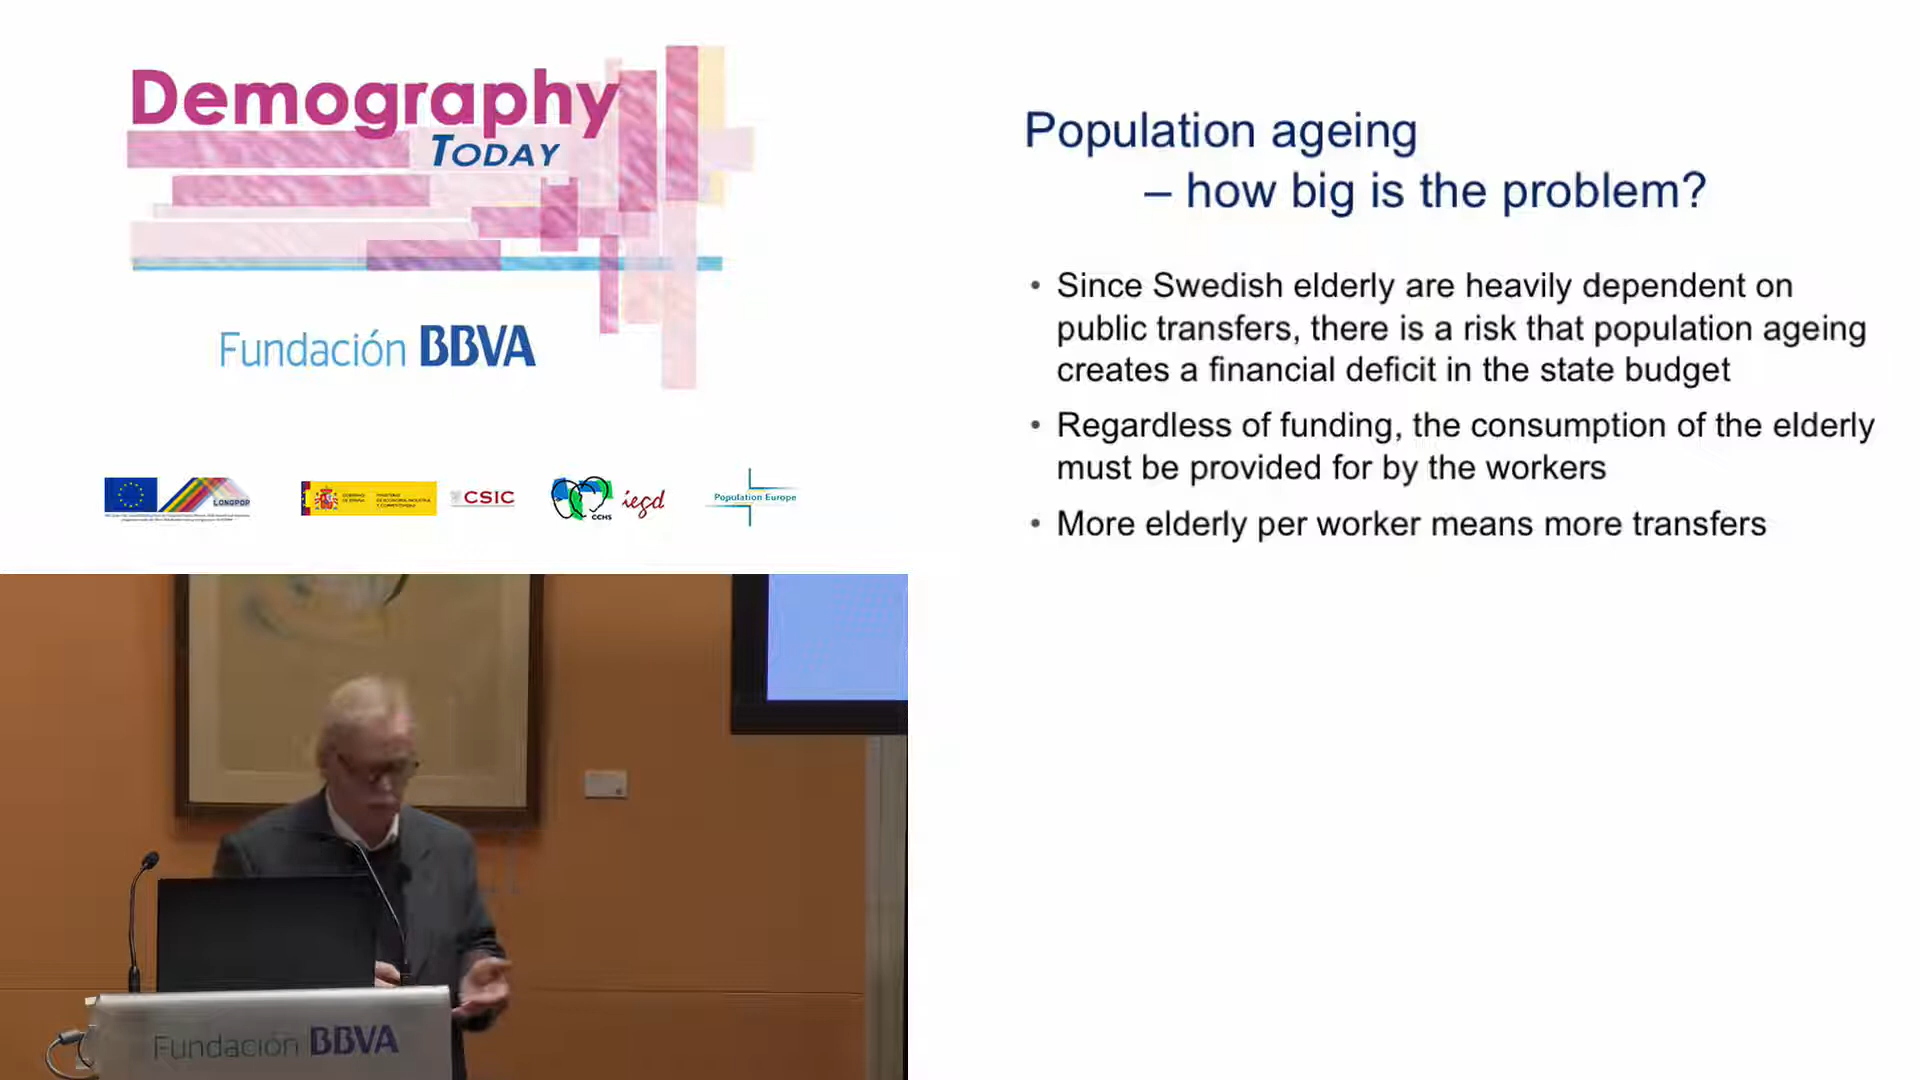 Demography
TODAY
Fundación BBVA
LONGPOP
CSIC
CCHS
iegd
Population Europe
Population ageing
– how big is the problem?
• Since Swedish elderly are heavily dependent on
public transfers, there is a risk that population ageing
creates a financial deficit in the state budget
• Regardless of funding, the consumption of the elderly
must be provided for by the workers
• More elderly per worker means more transfers
Fundación BBVA